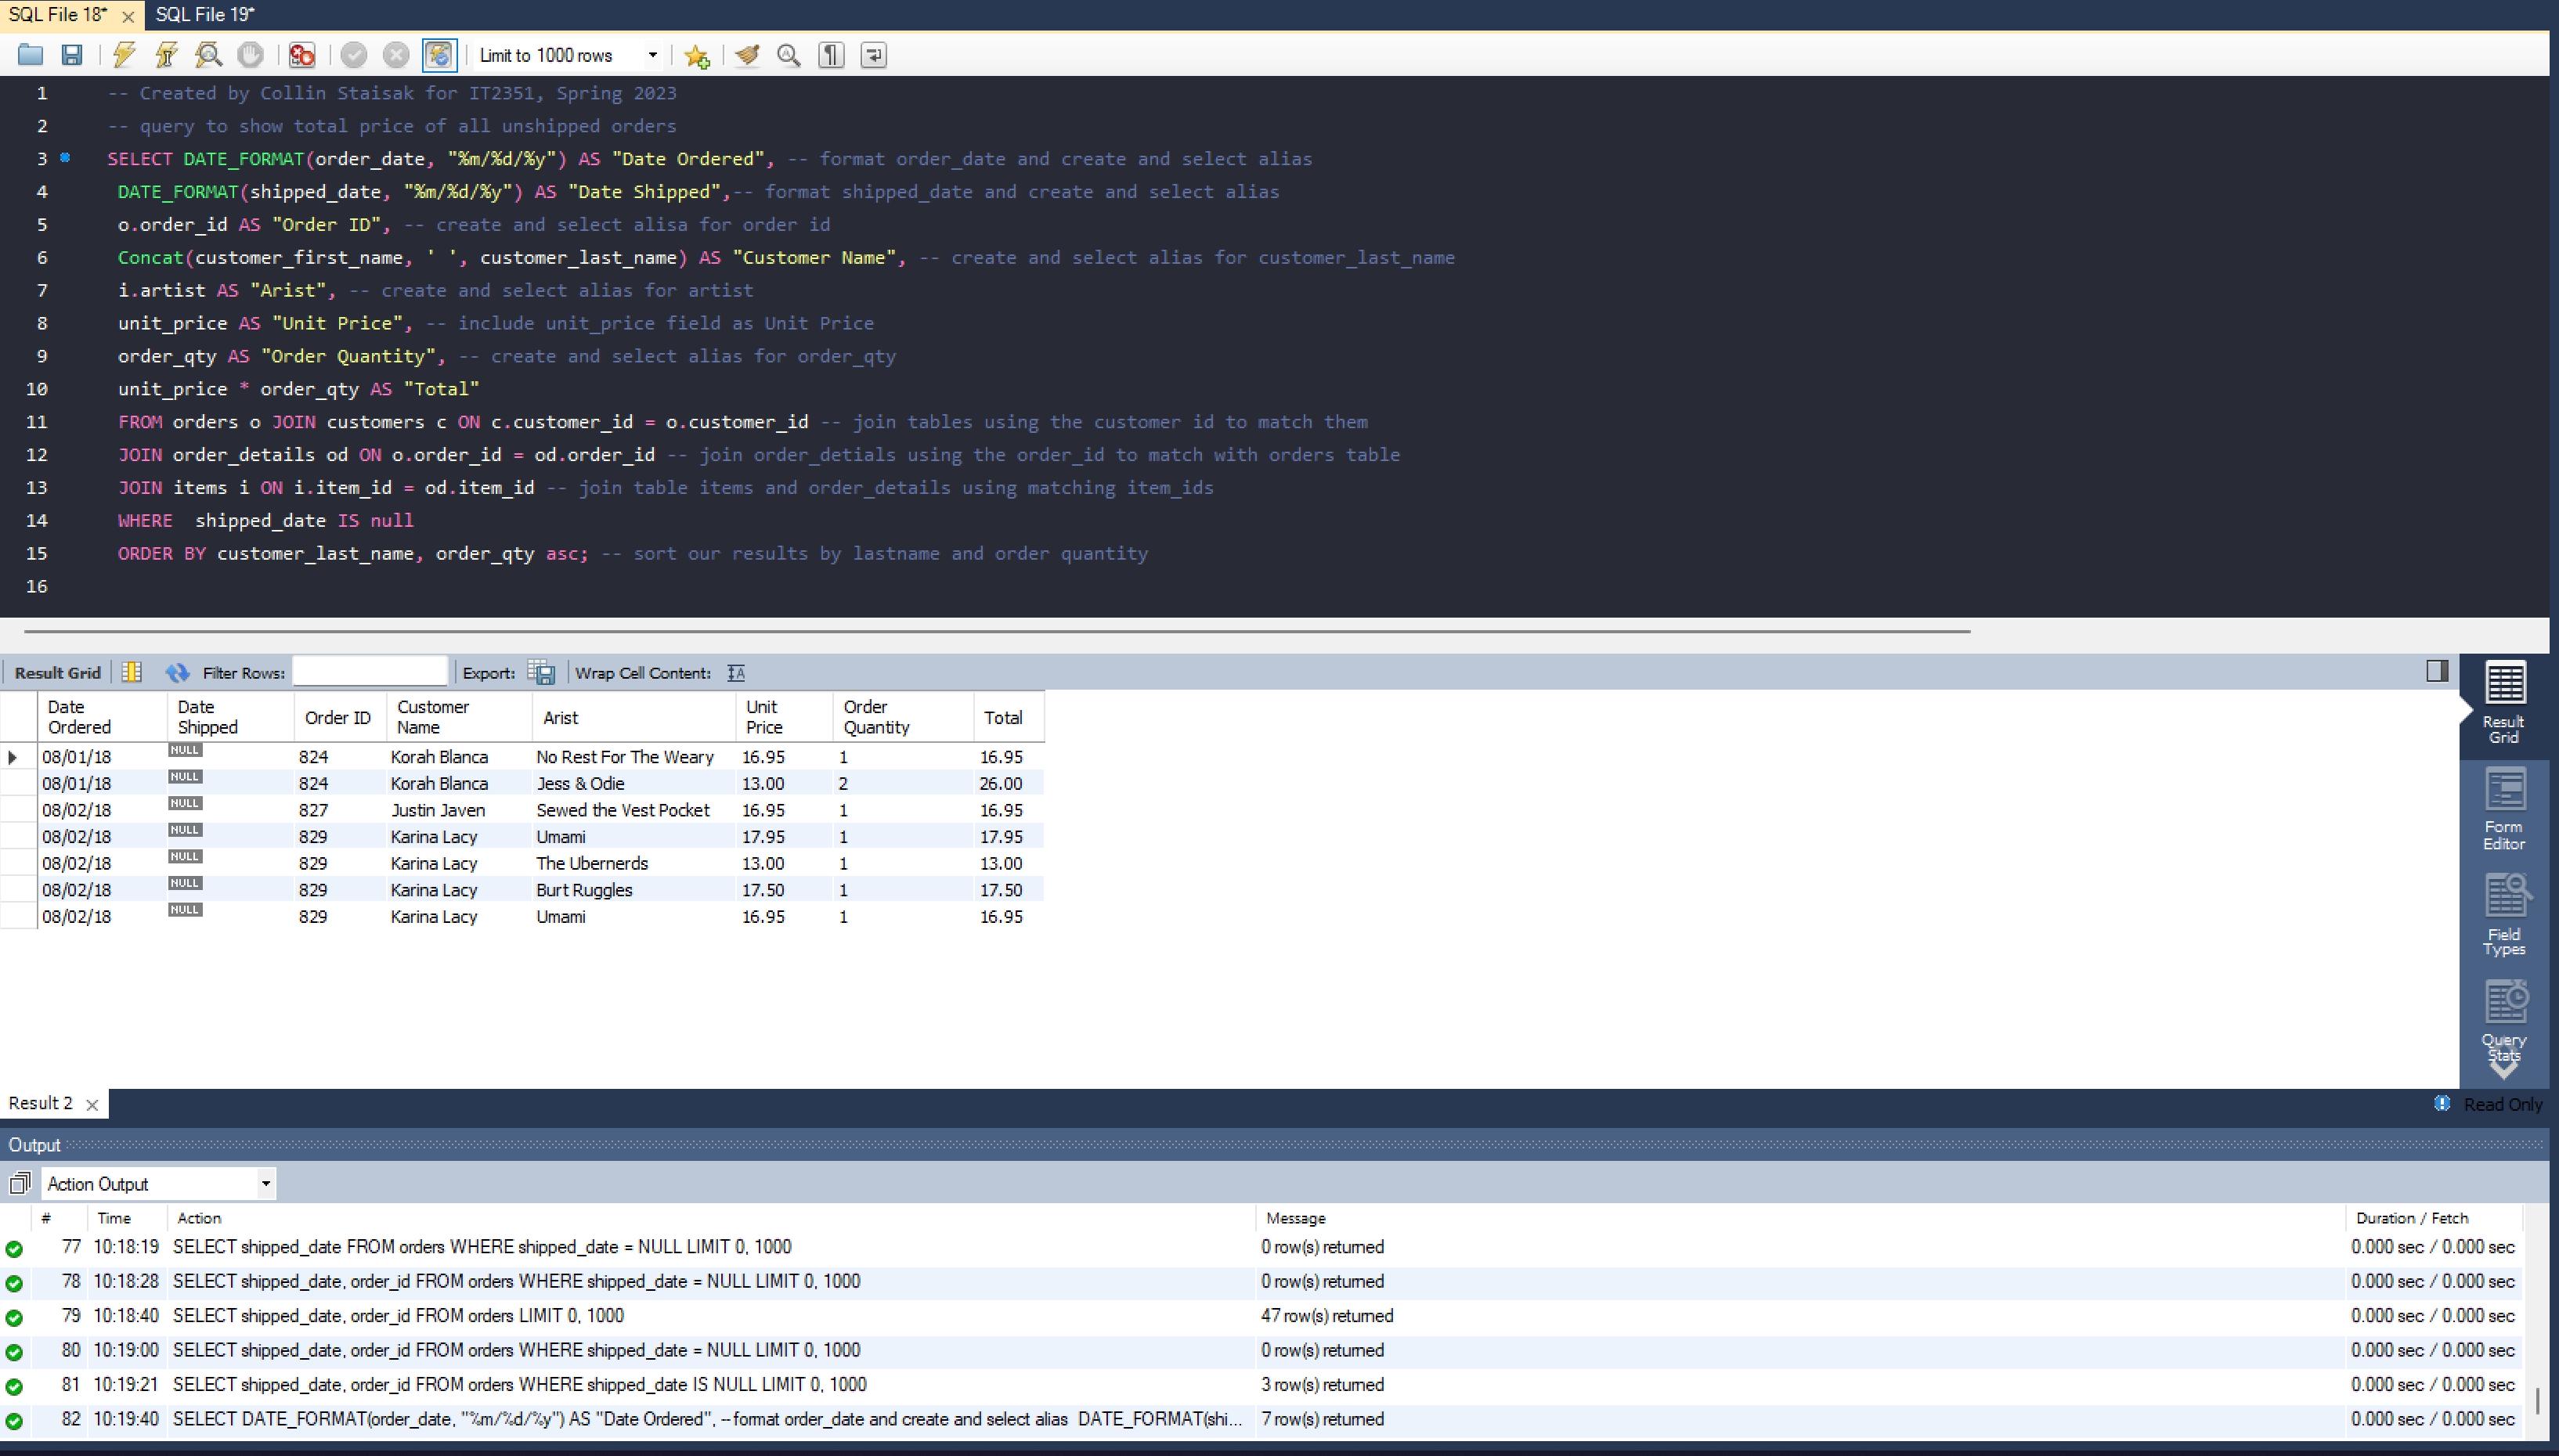 SQL File 18* SQL File 19*
Limit to 1000 rows
1 -- Created by Collin Staisak for IT2351, Spring 2023
2 -- query to show total price of all unshipped orders
3 SELECT DATE_FORMAT(order_date, "%m/%d/%y") AS "Date Ordered", -- format order_date and create and select alias
4 DATE_FORMAT(shipped_date, "%m/%d/%y") AS "Date Shipped",-- format shipped_date and create and select alias
5 o.order_id AS "Order ID", -- create and select alisa for order id
6 Concat(customer_first_name, ' ', customer_last_name) AS "Customer Name", -- create and select alias for customer_last_name
7 i.artist AS "Arist", -- create and select alias for artist
8 unit_price AS "Unit Price", -- include unit_price field as Unit Price
9 order_qty AS "Order Quantity", -- create and select alias for order_qty
10 unit_price * order_qty AS "Total"
11 FROM orders o JOIN customers c ON c.customer_id = o.customer_id -- join tables using the customer id to match them
12 JOIN order_details od ON o.order_id = od.order_id -- join order_detials using the order_id to match with orders table
13 JOIN items i ON i.item_id = od.item_id -- join table items and order_details using matching item_ids
14 WHERE  shipped_date IS null
15 ORDER BY customer_last_name, order_qty asc; -- sort our results by lastname and order quantity
16
Result Grid Filter Rows: Export: Wrap Cell Content:
Date Ordered Date Shipped Order ID Customer Name Arist Unit Price Order Quantity Total
08/01/18 NULL 824 Korah Blanca No Rest For The Weary 16.95 1 16.95
08/01/18 NULL 824 Korah Blanca Jess & Odie 13.00 2 26.00
08/02/18 NULL 827 Justin Javen Sewed the Vest Pocket 16.95 1 16.95
08/02/18 NULL 829 Karina Lacy Umami 17.95 1 17.95
08/02/18 NULL 829 Karina Lacy The Ubernerds 13.00 1 13.00
08/02/18 NULL 829 Karina Lacy Burt Ruggles 17.50 1 17.50
08/02/18 NULL 829 Karina Lacy Umami 16.95 1 16.95
Result Grid
Form Editor
Field Types
Query Stats
Result 2 Read Only
Output
Action Output
# Time Action Message Duration / Fetch
77 10:18:19 SELECT shipped_date FROM orders WHERE shipped_date = NULL LIMIT 0, 1000 0 row(s) returned 0.000 sec / 0.000 sec
78 10:18:28 SELECT shipped_date, order_id FROM orders WHERE shipped_date = NULL LIMIT 0, 1000 0 row(s) returned 0.000 sec / 0.000 sec
79 10:18:40 SELECT shipped_date, order_id FROM orders LIMIT 0, 1000 47 row(s) returned 0.000 sec / 0.000 sec
80 10:19:00 SELECT shipped_date, order_id FROM orders WHERE shipped_date = NULL LIMIT 0, 1000 0 row(s) returned 0.000 sec / 0.000 sec
81 10:19:21 SELECT shipped_date, order_id FROM orders WHERE shipped_date IS NULL LIMIT 0, 1000 3 row(s) returned 0.000 sec / 0.000 sec
82 10:19:40 SELECT DATE_FORMAT(order_date, "%m/%d/%y") AS "Date Ordered", -- format order_date and create and select alias  DATE_FORMAT(shi... 7 row(s) returned 0.000 sec / 0.000 sec